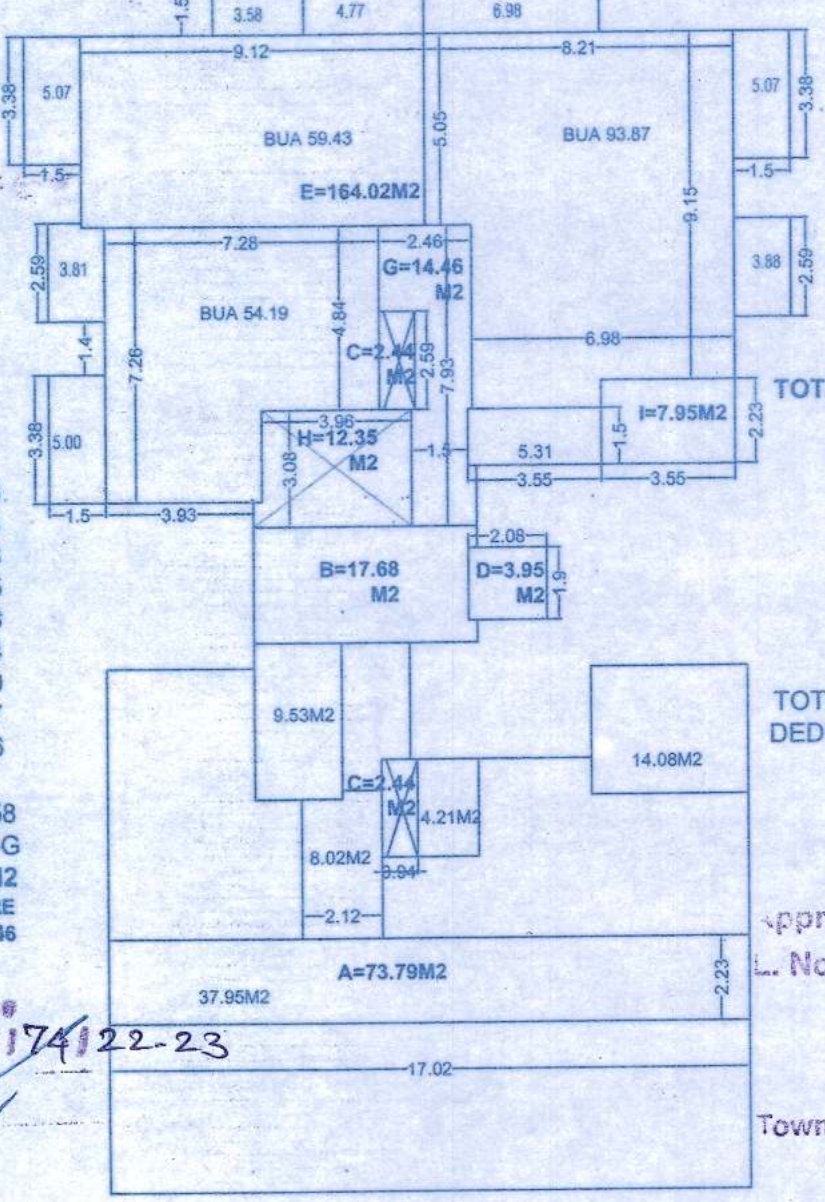 1.5
3.58
4.77
6.98
9.12
8.21
3.38
5.07
5.07
3.38
BUA 59.43
5.05
BUA 93.87
1.5
1.5
E=164.02M2
9.15
7.28
2.46
2.59
3.81
G=14.46
M2
3.88
2.59
BUA 54.19
4.84
1.4
7.26
C=2.44
M2
2.59
7.93
6.98
TOT
3.96
I=7.95M2
2.23
3.38
5.00
H=12.35
M2
3.08
1.5
5.31
3.55
3.55
1.5
3.93
2.08
B=17.68
M2
D=3.95
M2
1.9
9.53M2
TOT
DED
14.08M2
C=2.44
M2
4.21M2
8.02M2
2.12
A=73.79M2
2.23
L. No
37.95M2
174/22-23
17.02
Town